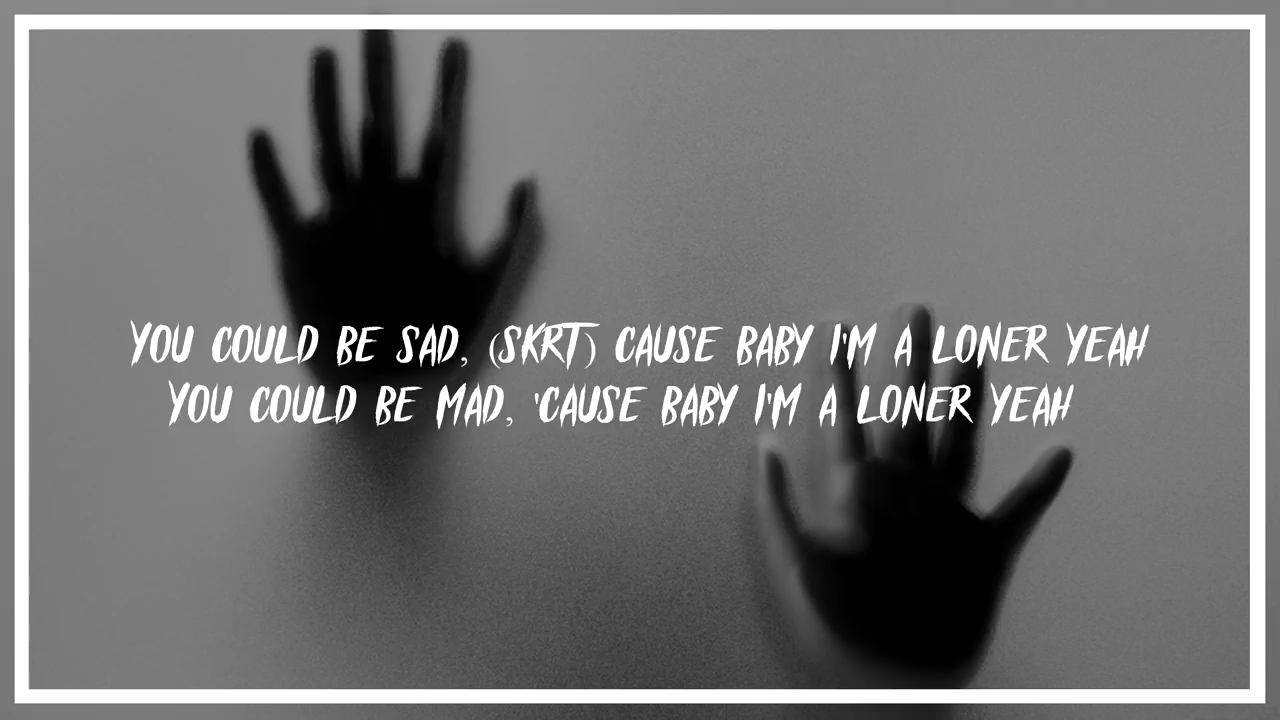 YOU COULD BE SAD, (SKRT) CAUSE BABY I'M A LONER YEAH
YOU COULD BE MAD, 'CAUSE BABY I'M A LONER YEAH